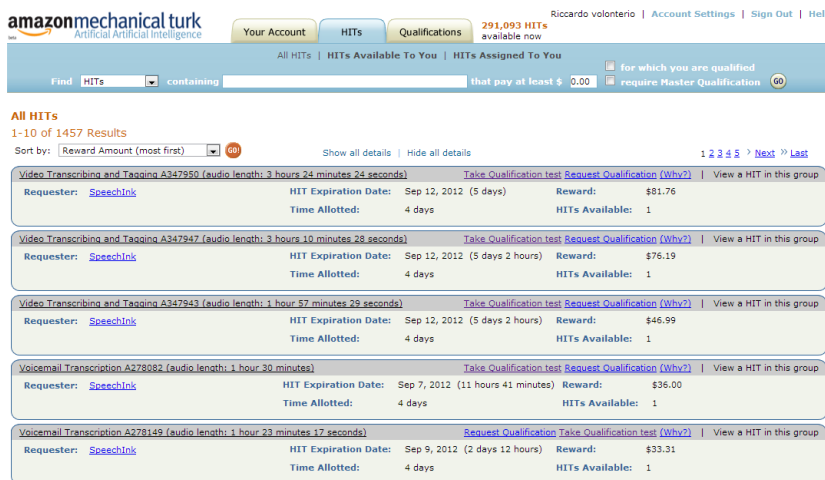 Riccardo volonterio | Account Settings | Sign Out | Hel
amazonmechanical turk
beta Artificial Artificial Intelligence
Your Account HITs Qualifications 291,093 HITs
available now
All HITs | HITs Available To You | HITs Assigned To You
for which you are qualified
Find HITs containing that pay at least $ 0.00 require Master Qualification GO
All HITs
1-10 of 1457 Results
Sort by: Reward Amount (most first) GO! Show all details | Hide all details 1 2 3 4 5 › Next » Last
Video Transcribing and Tagging A347950 (audio length: 3 hours 24 minutes 24 seconds) Take Qualification test Request Qualification (Why?) | View a HIT in this group
Requester: SpeechInk HIT Expiration Date: Sep 12, 2012 (5 days) Reward: $81.76
Time Allotted: 4 days HITs Available: 1
Video Transcribing and Tagging A347947 (audio length: 3 hours 10 minutes 28 seconds) Take Qualification test Request Qualification (Why?) | View a HIT in this group
Requester: SpeechInk HIT Expiration Date: Sep 12, 2012 (5 days 2 hours) Reward: $76.19
Time Allotted: 4 days HITs Available: 1
Video Transcribing and Tagging A347943 (audio length: 1 hour 57 minutes 29 seconds) Take Qualification test Request Qualification (Why?) | View a HIT in this group
Requester: SpeechInk HIT Expiration Date: Sep 12, 2012 (5 days 2 hours) Reward: $46.99
Time Allotted: 4 days HITs Available: 1
Voicemail Transcription A278082 (audio length: 1 hour 30 minutes) Take Qualification test Request Qualification (Why?) | View a HIT in this group
Requester: SpeechInk HIT Expiration Date: Sep 7, 2012 (11 hours 41 minutes) Reward: $36.00
Time Allotted: 4 days HITs Available: 1
Voicemail Transcription A278149 (audio length: 1 hour 23 minutes 17 seconds) Request Qualification Take Qualification test (Why?) | View a HIT in this group
Requester: SpeechInk HIT Expiration Date: Sep 9, 2012 (2 days 12 hours) Reward: $33.31
Time Allotted: 4 days HITs Available: 1